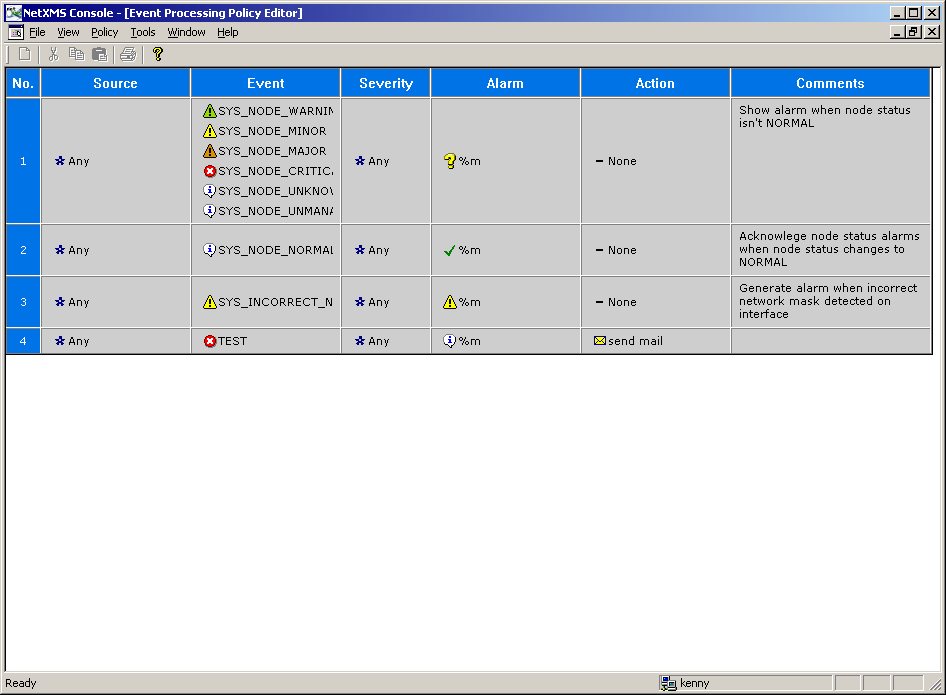 NetXMS Console - [Event Processing Policy Editor]
File View Policy Tools Window Help
No. Source Event Severity Alarm Action Comments
1 Any SYS_NODE_WARNIN Any %m None Show alarm when node status
isn't NORMAL
SYS_NODE_MINOR
SYS_NODE_MAJOR
SYS_NODE_CRITIC
SYS_NODE_UNKNOV
SYS_NODE_UNMANA
2 Any SYS_NODE_NORMAL Any %m None Acknowlege node status alarms
when node status changes to
NORMAL
3 Any SYS_INCORRECT_N Any %m None Generate alarm when incorrect
network mask detected on
interface
4 Any TEST Any %m send mail
Ready kenny